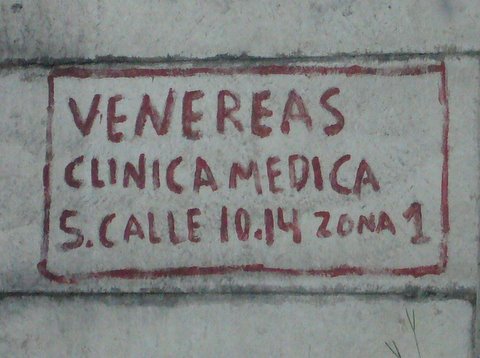 VENEREAS
CLINICA MEDICA
5. CALLE 10.14 ZONA 1